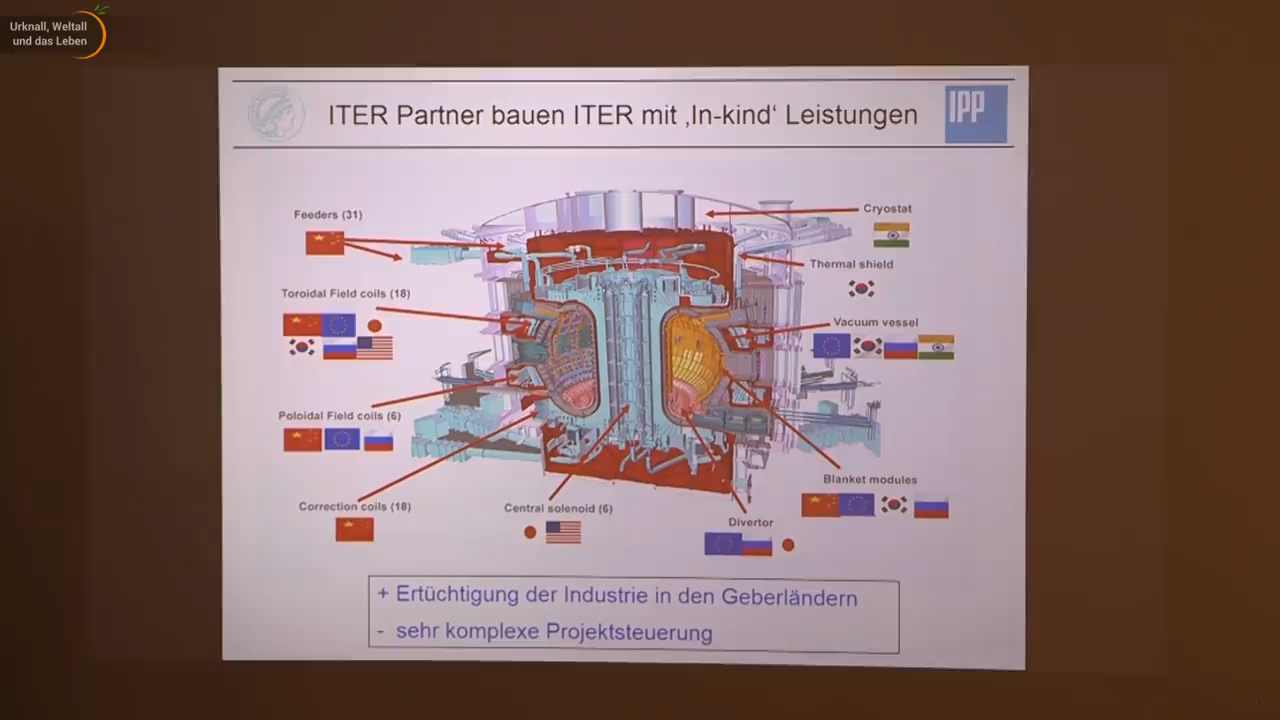 Urknall, Weltall
und das Leben
ITER Partner bauen ITER mit ‚In-kind‘ Leistungen
IPP
Feeders (31)
Cryostat
Thermal shield
Toroidal Field coils (18)
Vacuum vessel
Poloidal Field coils (6)
Blanket modules
Correction coils (18)
Central solenoid (6)
Divertor
+ Ertüchtigung der Industrie in den Geberländern
- sehr komplexe Projektsteuerung